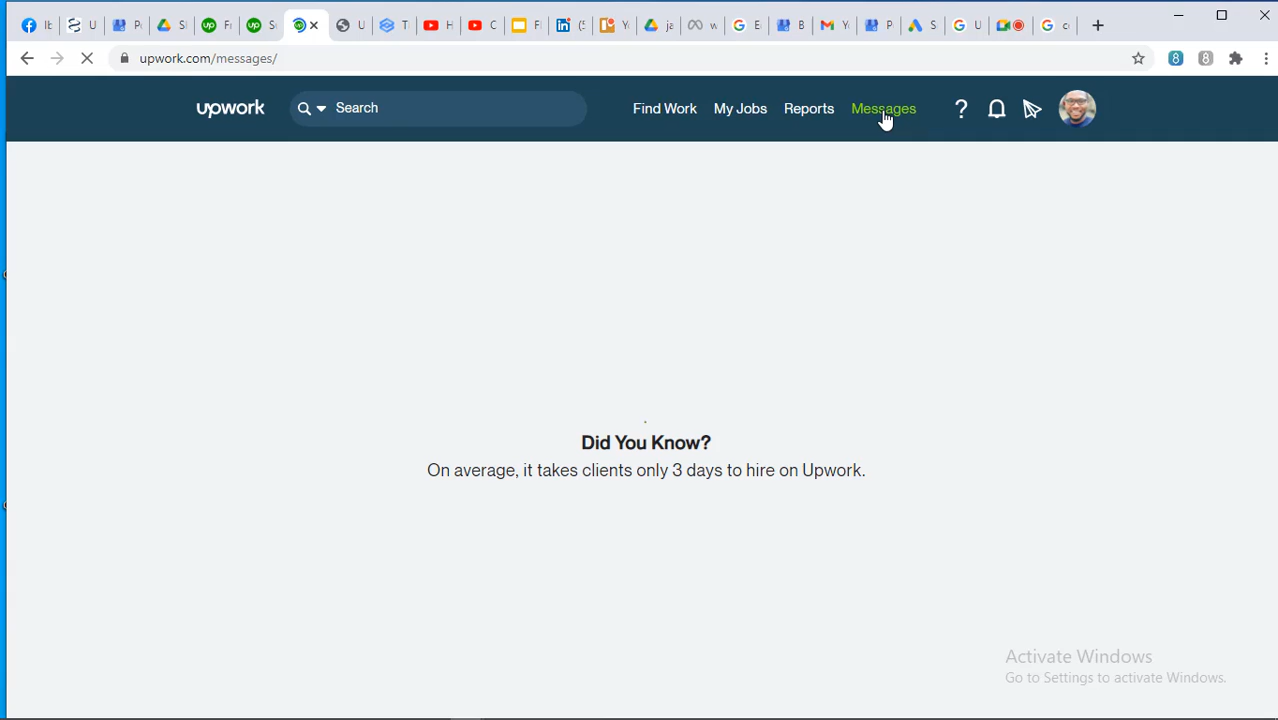 upwork.com/messages/
upwork Search Find Work My Jobs Reports Messages ?
Did You Know?
On average, it takes clients only 3 days to hire on Upwork.
Activate Windows
Go to Settings to activate Windows.